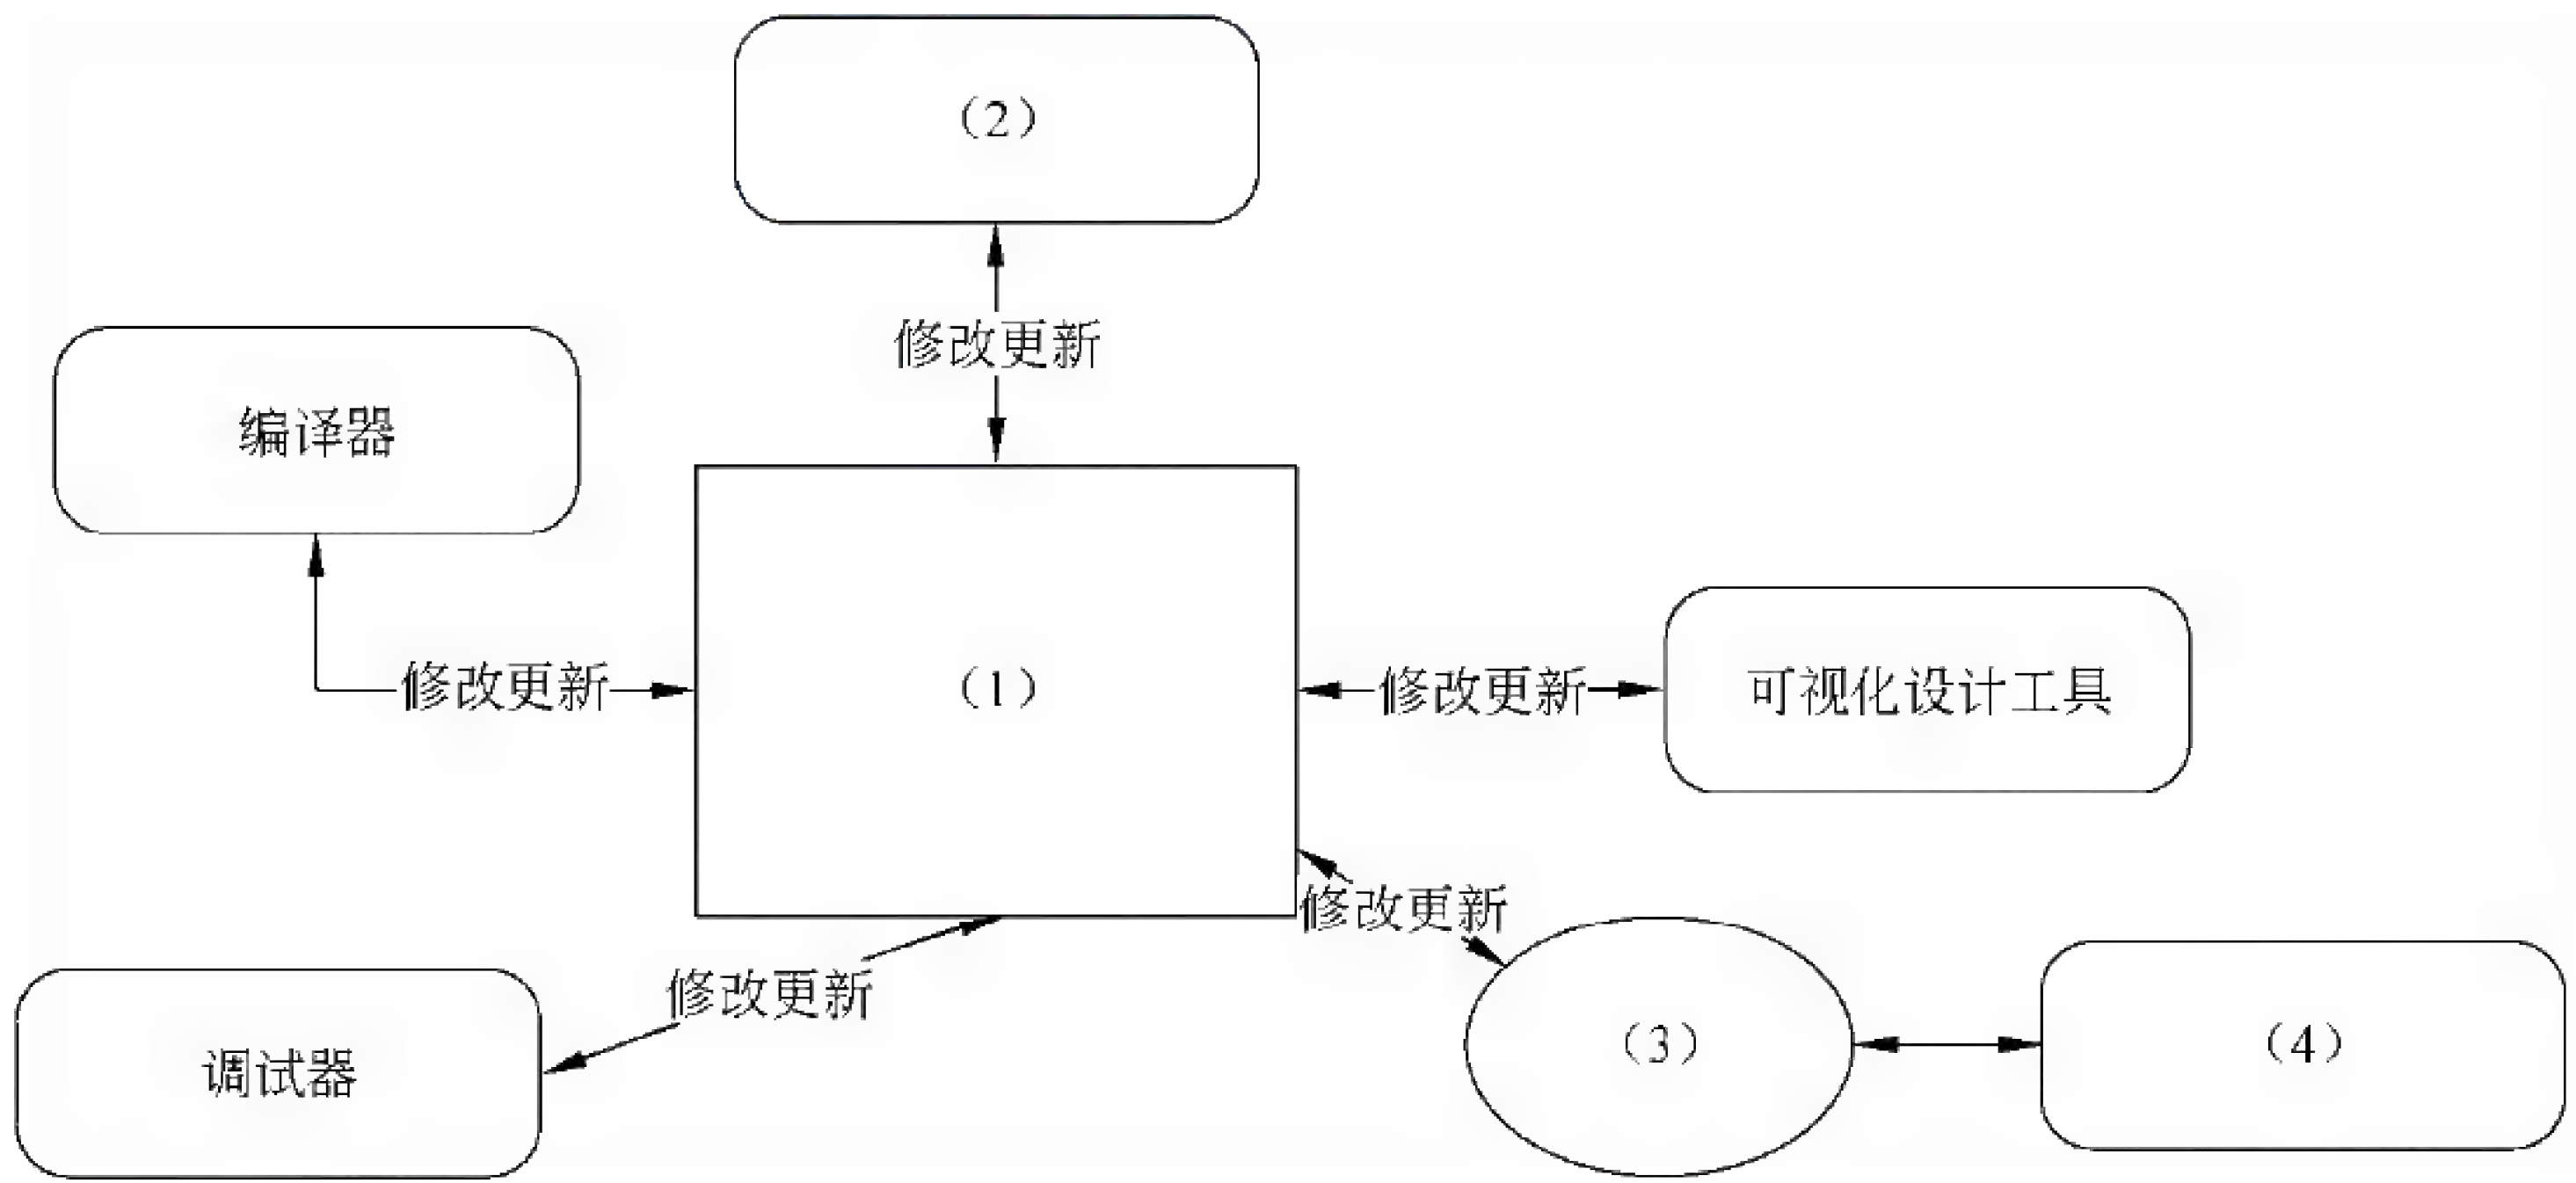 （2）
修改更新
编译器
（1）
修改更新
修改更新
可视化设计工具
修改更新
修改更新
调试器
（3）
（4）